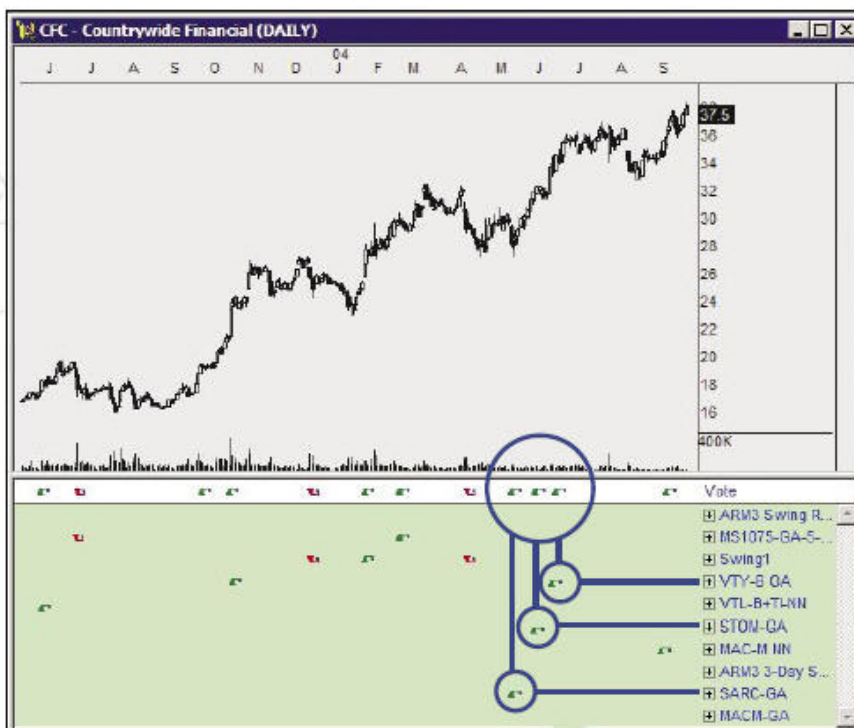 CFC - Countrywide Financial (DAILY)
04
J J A S O N D J F M A M J J A S
37.5
36
34
32
30
28
26
24
22
20
18
16
400K
Vote
ARM3 Swing R...
MS1075-GA-5-...
Swing1
VTY-B GA
VTL-B+TI-NN
STOM-GA
MAC-M NN
ARM3 3-Day S...
SARC-GA
MACM-GA